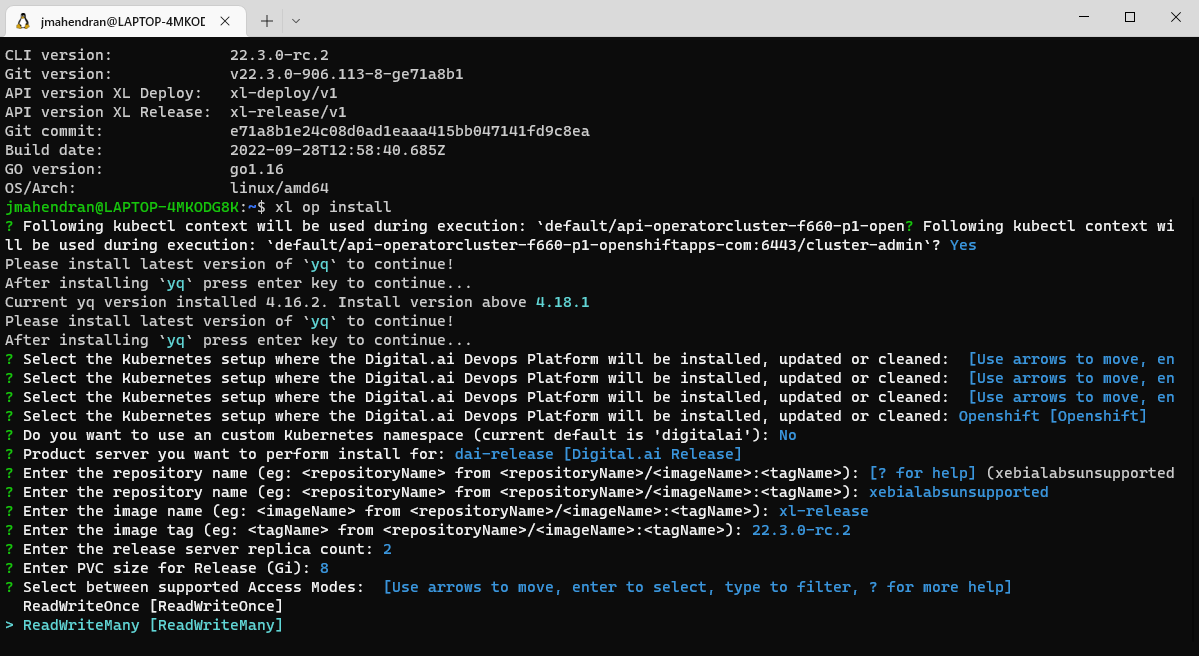 jmahendran@LAPTOP-4MKOD
CLI version: 22.3.0-rc.2
Git version: v22.3.0-906.113-8-ge71a8b1
API version XL Deploy: xl-deploy/v1
API version XL Release: xl-release/v1
Git commit: e71a8b1e24c08d0ad1eaaa415bb047141fd9c8ea
Build date: 2022-09-28T12:58:40.685Z
GO version: go1.16
OS/Arch: linux/amd64
jmahendran@LAPTOP-4MKODG8K:~$ xl op install
? Following kubectl context will be used during execution: `default/api-operatorcluster-f660-p1-open? Following kubectl context wi
ll be used during execution: `default/api-operatorcluster-f660-p1-openshiftapps-com:6443/cluster-admin`? Yes
Please install latest version of `yq` to continue!
After installing `yq` press enter key to continue...
Current yq version installed 4.16.2. Install version above 4.18.1
Please install latest version of `yq` to continue!
After installing `yq` press enter key to continue...
? Select the Kubernetes setup where the Digital.ai Devops Platform will be installed, updated or cleaned:  [Use arrows to move, en
? Select the Kubernetes setup where the Digital.ai Devops Platform will be installed, updated or cleaned:  [Use arrows to move, en
? Select the Kubernetes setup where the Digital.ai Devops Platform will be installed, updated or cleaned:  [Use arrows to move, en
? Select the Kubernetes setup where the Digital.ai Devops Platform will be installed, updated or cleaned: Openshift [Openshift]
? Do you want to use an custom Kubernetes namespace (current default is 'digitalai'): No
? Product server you want to perform install for: dai-release [Digital.ai Release]
? Enter the repository name (eg: <repositoryName> from <repositoryName>/<imageName>:<tagName>): [? for help] (xebialabsunsupported
? Enter the repository name (eg: <repositoryName> from <repositoryName>/<imageName>:<tagName>): xebialabsunsupported
? Enter the image name (eg: <imageName> from <repositoryName>/<imageName>:<tagName>): xl-release
? Enter the image tag (eg: <tagName> from <repositoryName>/<imageName>:<tagName>): 22.3.0-rc.2
? Enter the release server replica count: 2
? Enter PVC size for Release (Gi): 8
? Select between supported Access Modes:  [Use arrows to move, enter to select, type to filter, ? for more help]
ReadWriteOnce [ReadWriteOnce]
> ReadWriteMany [ReadWriteMany]